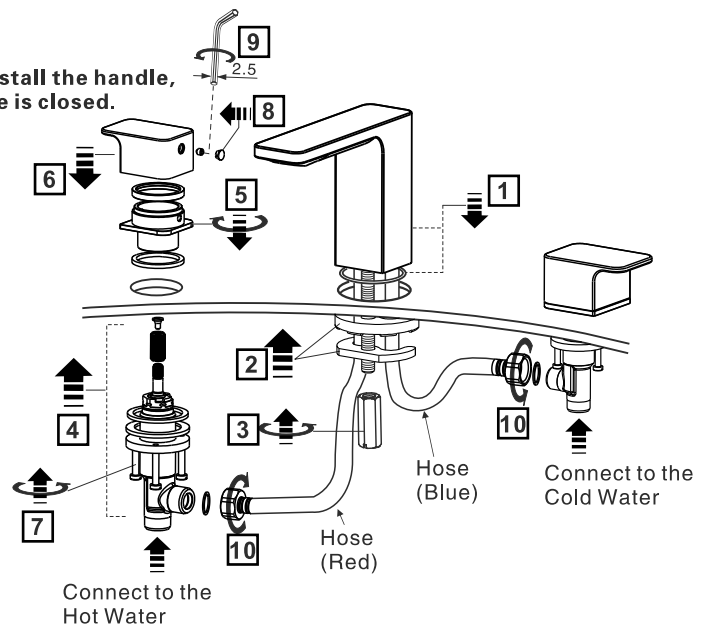 9
2.5
stall the handle,
e is closed.
8
6
5
1
2
4
3
10
7
10
Hose
(Blue)
Connect to the
Cold Water
Hose
(Red)
Connect to the
Hot Water